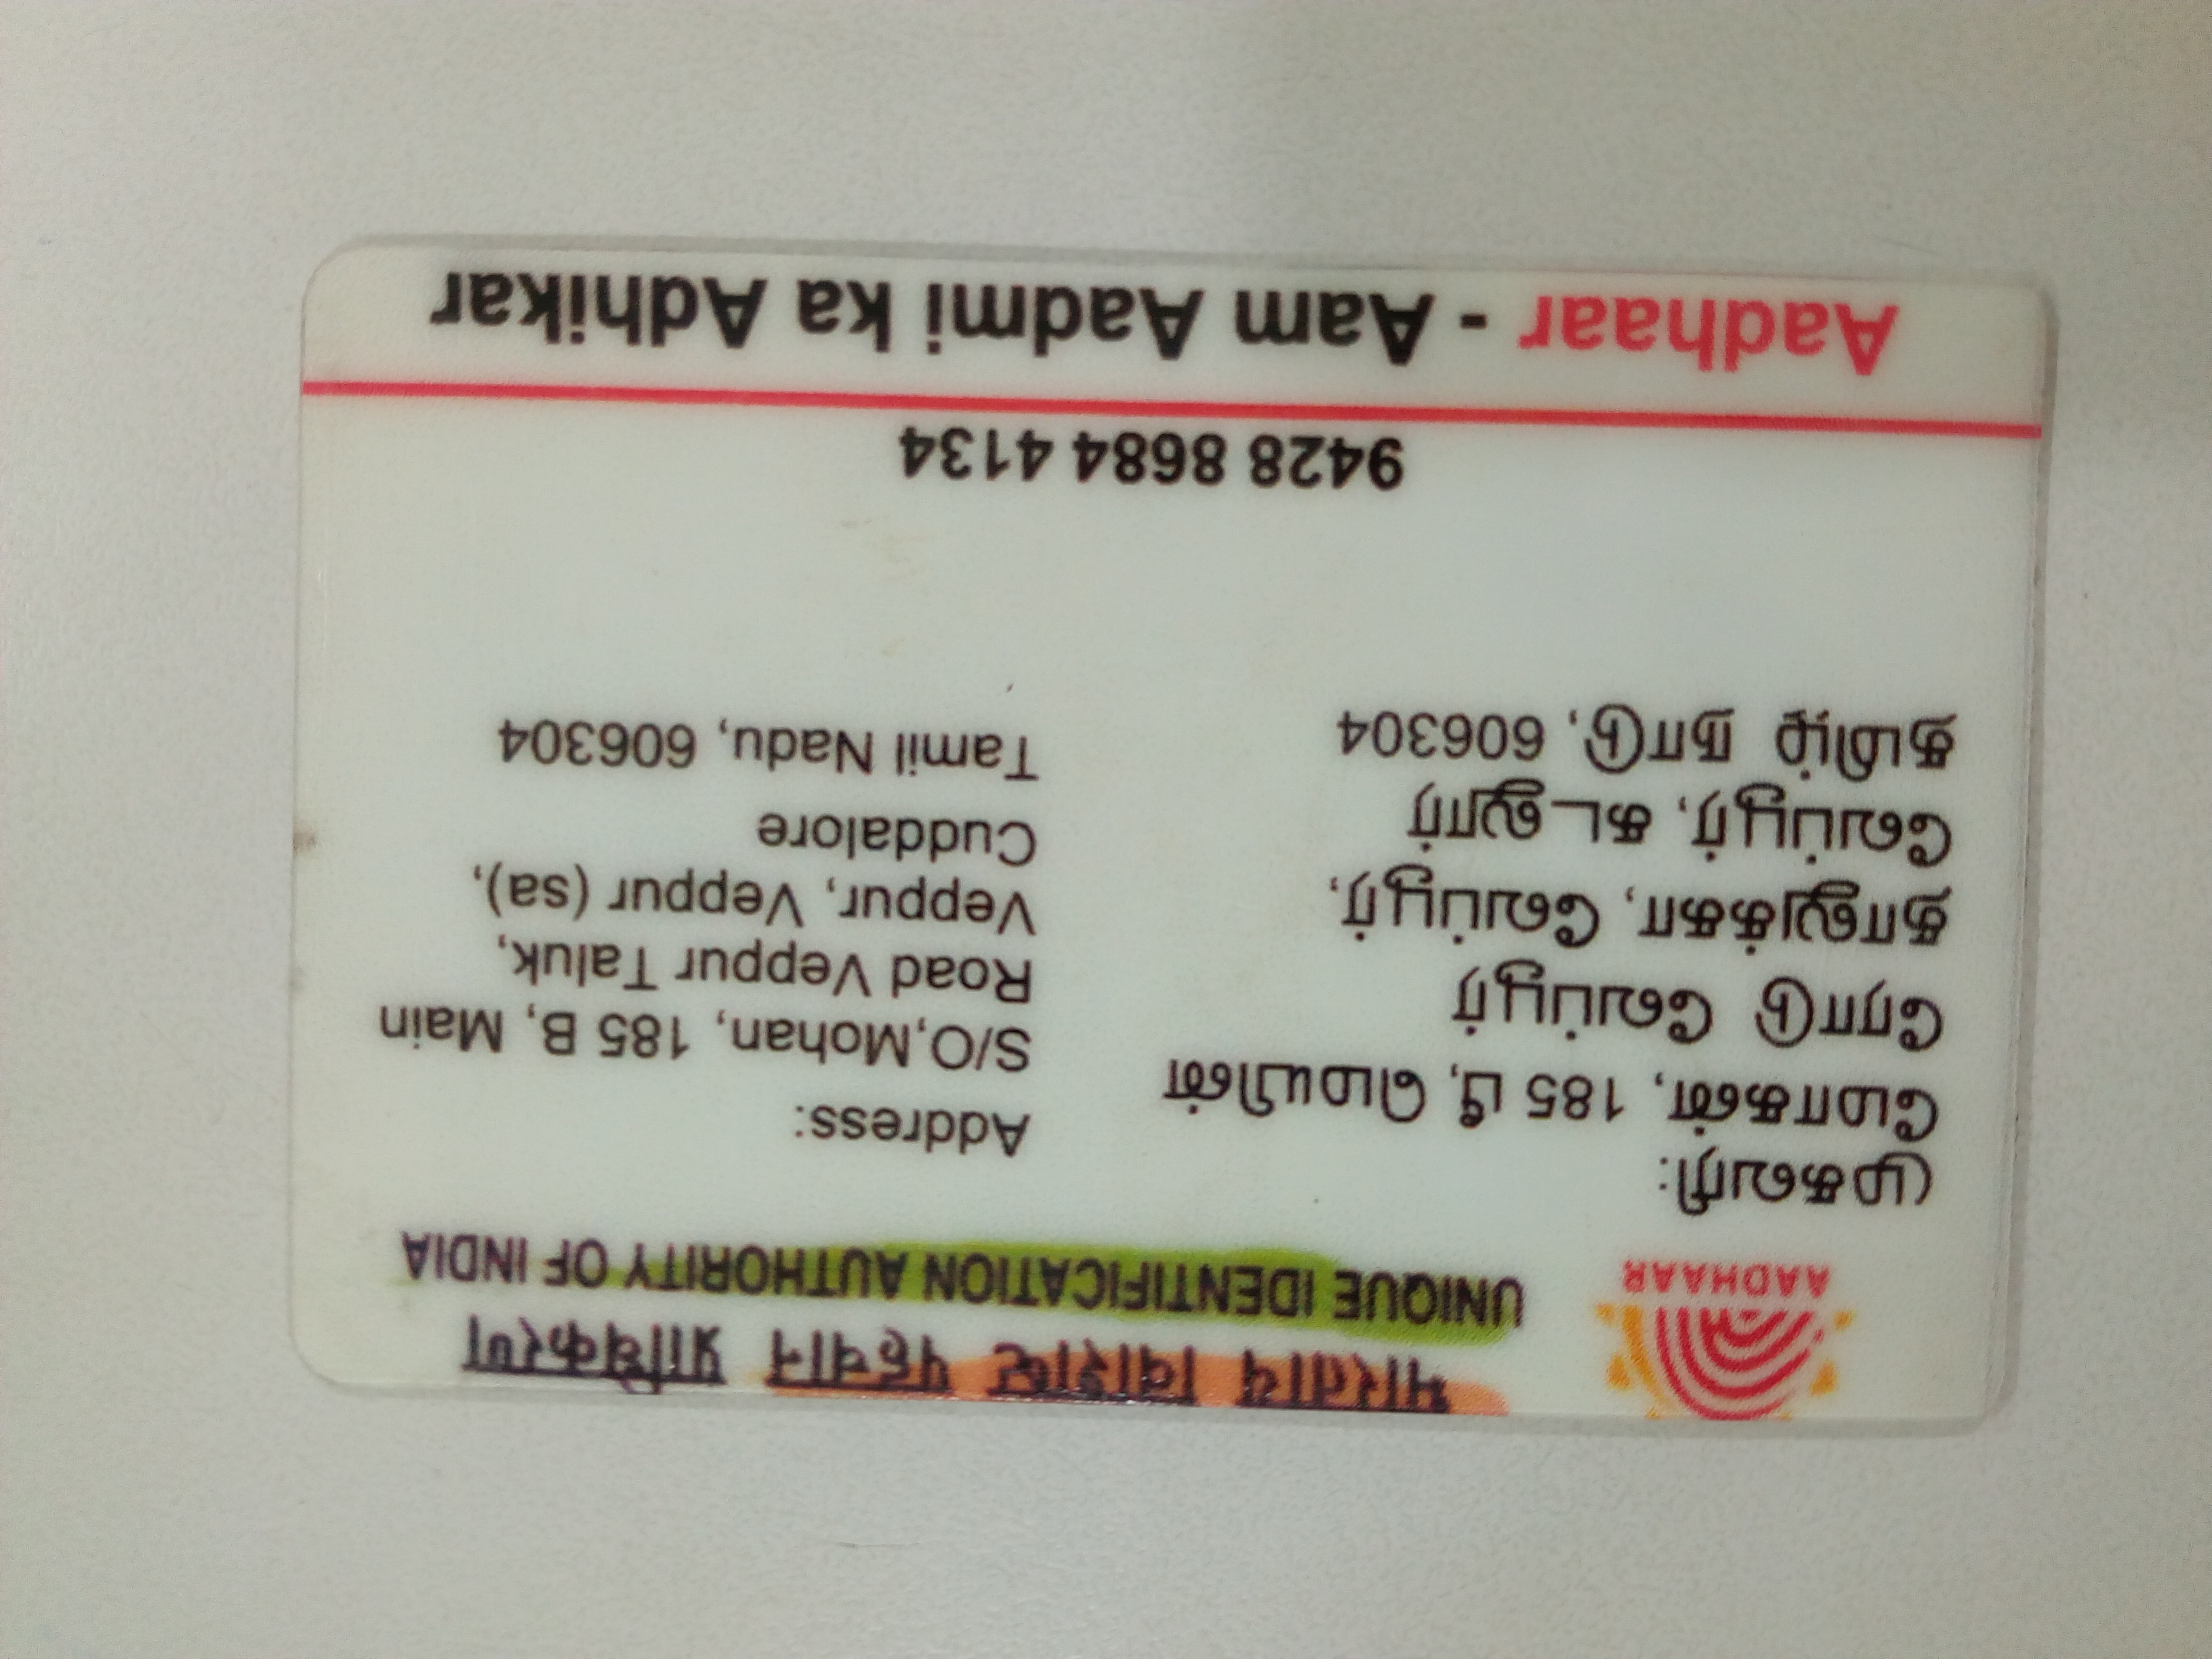 भारतीय विशिष्ट पहचान प्राधिकरण
UNIQUE IDENTIFICATION AUTHORITY OF INDIA
AADHAAR
முகவரி:
மோகன், 185 பி, மெயின்
ரோடு வேப்பூர்
தாலுக்கா, வேப்பூர்,
வேப்பூர், கடலூர்
தமிழ் நாடு, 606304
Address:
S/O,Mohan, 185 B, Main
Road Veppur Taluk,
Veppur, Veppur (sa),
Cuddalore
Tamil Nadu, 606304
9428 8684 4134
Aadhaar - Aam Aadmi ka Adhikar